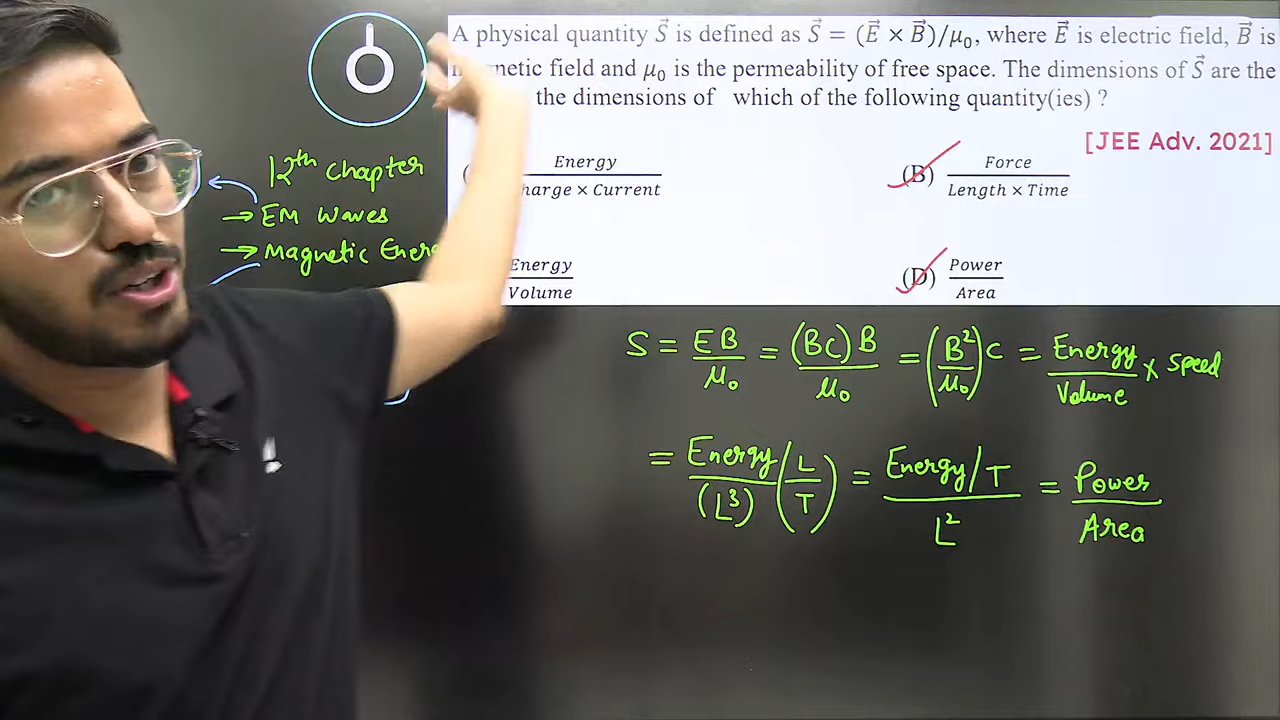 A physical quantity S⃗ is defined as S⃗ = (E⃗ × B⃗)/μ₀, where E⃗ is electric field, B⃗ is
netic field and μ₀ is the permeability of free space. The dimensions of S⃗ are the
the dimensions of which of the following quantity(ies) ?
[JEE Adv. 2021]
Energy
harge × Current
(B) Force
Length × Time
Energy
Volume
(D) Power
Area
12th chapter
→ EM Waves
→ Magnetic Ener
S = EB/μ₀ = (BC)B/μ₀ = (B²/μ₀)C = Energy/Volume × Speed
= Energy/(L³) (L/T) = Energy/T / L² = Power/Area